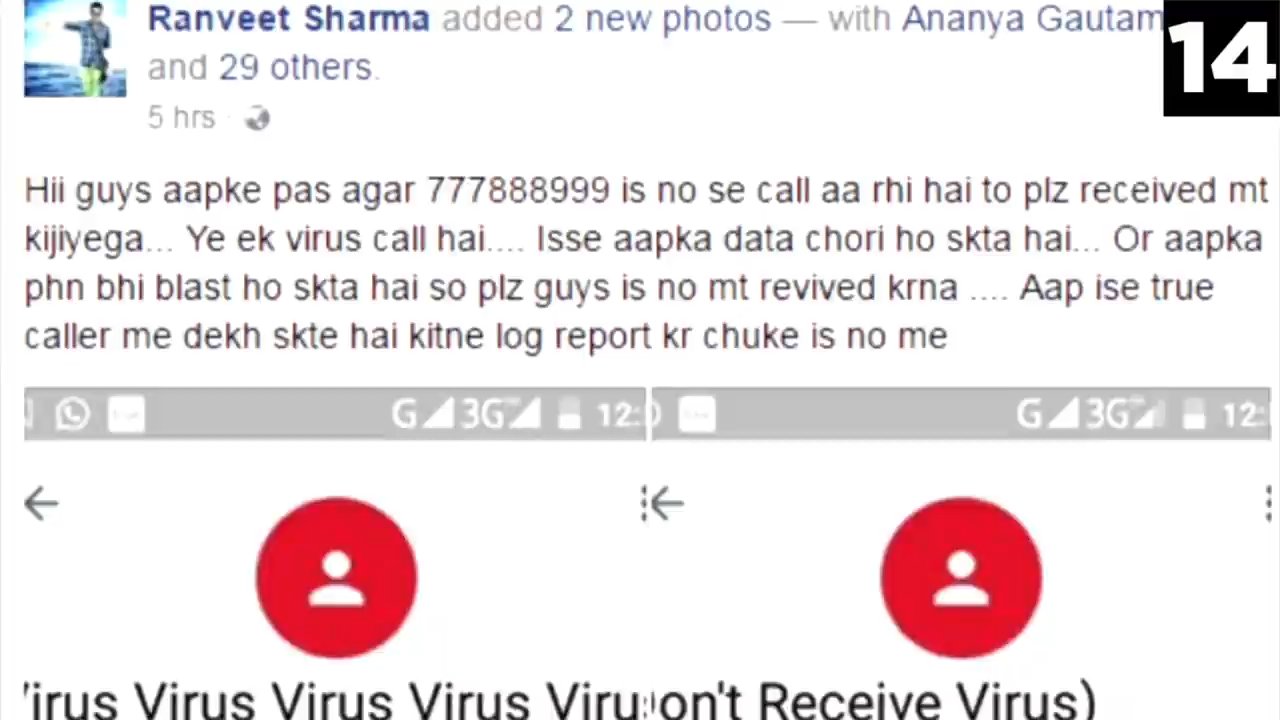 Ranveet Sharma added 2 new photos — with Ananya Gautam
and 29 others.
14
5 hrs ·
Hii guys aapke pas agar 777888999 is no se call aa rhi hai to plz received mt
kijiyega... Ye ek virus call hai.... Isse aapka data chori ho skta hai... Or aapka
phn bhi blast ho skta hai so plz guys is no mt revived krna .... Aap ise true
caller me dekh skte hai kitne log report kr chuke is no me
G 3G 12:
G 3G 12:
irus Virus Virus Virus Viru
on't Receive Virus)